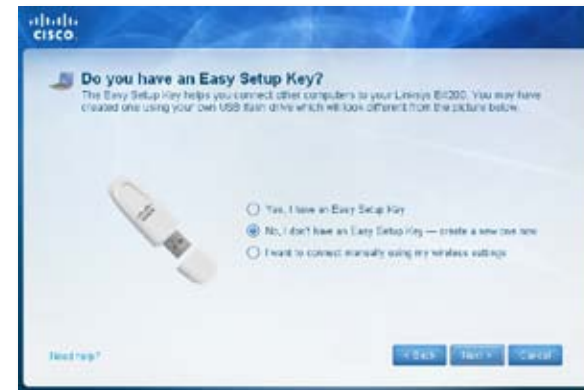 CISCO
Do you have an Easy Setup Key?
The Easy Setup Key helps you connect other computers to your Linksys E4200. You may have
created one using your own USB flash drive which will look different from the picture below.
Yes, I have an Easy Setup Key
No, I don't have an Easy Setup Key — create a new one now
I want to connect manually using my wireless settings
Need help?
< Back Next > Cancel